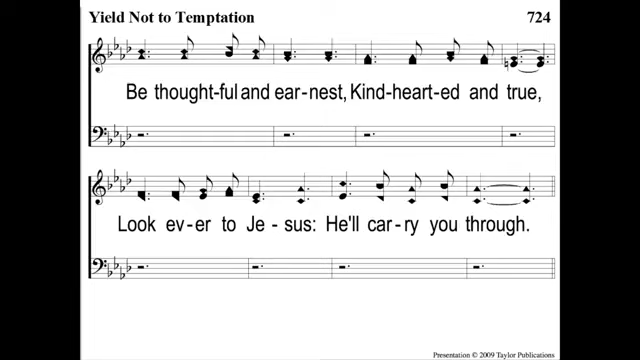 Yield Not to Temptation 724
Be thought-ful and ear-nest, Kind-heart-ed and true,
Look ev-er to Je-sus: He'll car-ry you through.
Presentation © 2009 Taylor Publications